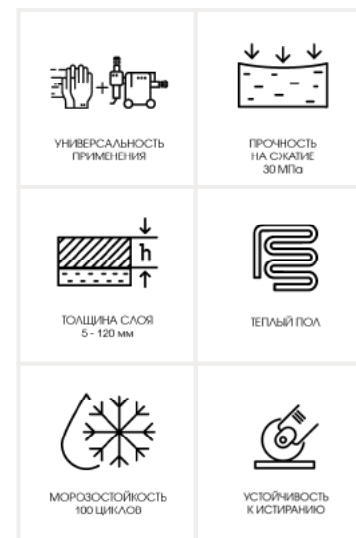 УНИВЕРСАЛЬНОСТЬ
ПРИМЕНЕНИЯ
ПРОЧНОСТЬ
НА СЖАТИЕ
30 МПа
h
ТОЛЩИНА СЛОЯ
5 - 120 мм
ТЕПЛЫЙ ПОЛ
МОРОЗОСТОЙКОСТЬ
100 ЦИКЛОВ
УСТОЙЧИВОСТЬ
К ИСТИРАНИЮ